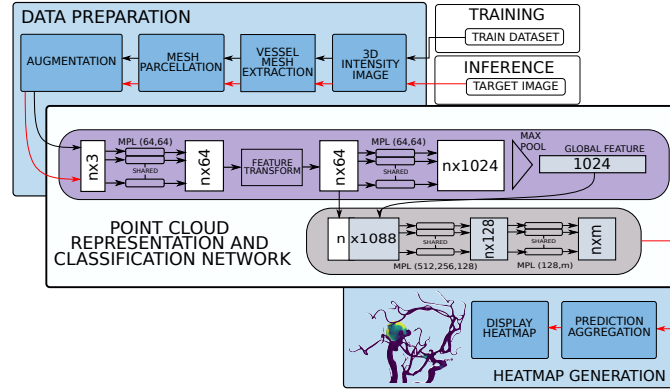 DATA PREPARATION
TRAINING
TRAIN DATASET
INFERENCE
TARGET IMAGE
AUGMENTATION
MESH
PARCELLATION
VESSEL
MESH
EXTRACTION
3D
INTENSITY
IMAGE
nx3
MPL (64,64)
SHARED
nx64
FEATURE
TRANSFORM
nx64
MPL (64,64)
SHARED
nx1024
MAX
POOL
GLOBAL FEATURE
1024
POINT CLOUD
REPRESENTATION AND
CLASSIFICATION NETWORK
n x1088
SHARED
MPL (512,256,128)
nx128
SHARED
MPL (128,m)
nxm
DISPLAY
HEATMAP
PREDICTION
AGGREGATION
HEATMAP GENERATION